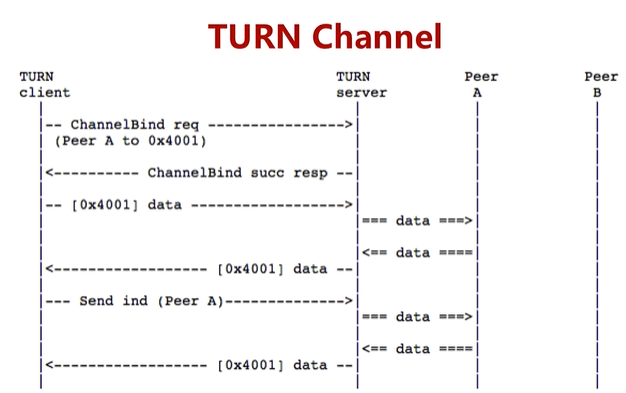 TURN Channel
TURN client
TURN server
Peer A
Peer B
|-- ChannelBind req ---------------->|
(Peer A to 0x4001)
|<---------- ChannelBind succ resp --|
|-- [0x4001] data ------------------>|
|=== data ===>|
|<== data ====|
|<------------------ [0x4001] data --|
|--- Send ind (Peer A)-------------->|
|=== data ===>|
|<== data ====|
|<------------------ [0x4001] data --|